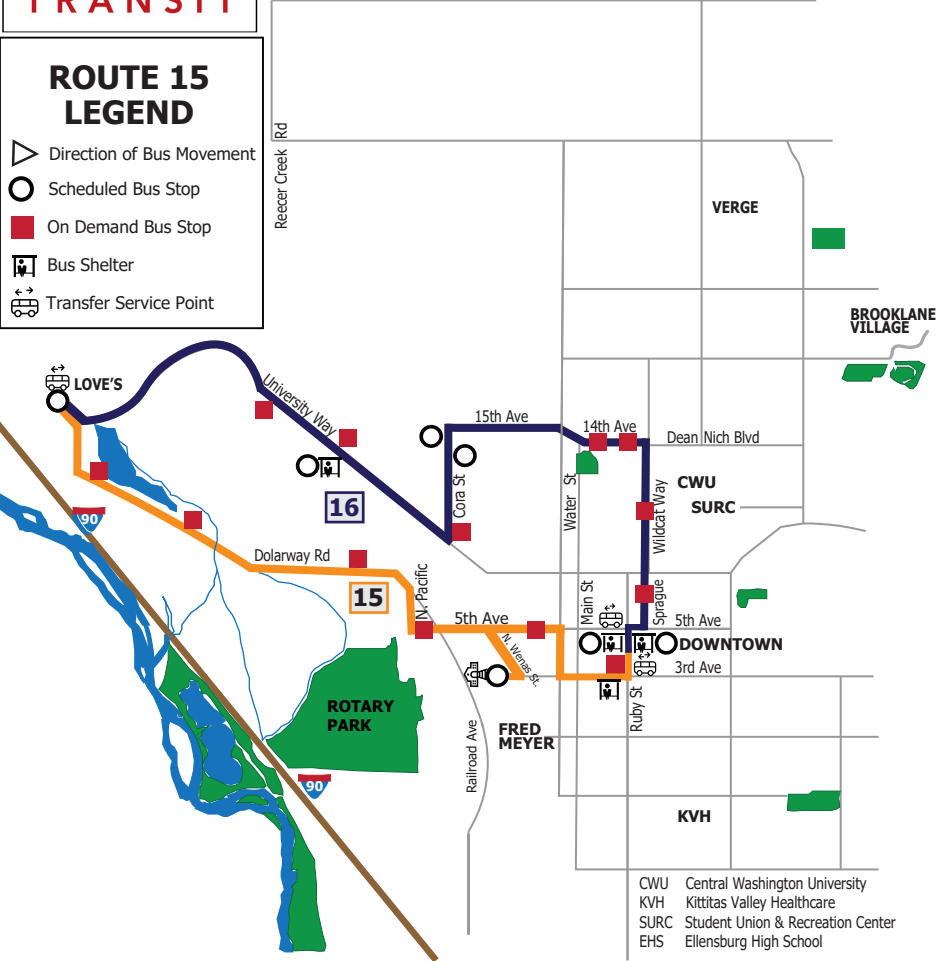 TRANSIT
ROUTE 15
LEGEND
Direction of Bus Movement
Scheduled Bus Stop
On Demand Bus Stop
Bus Shelter
Transfer Service Point
Reecer Creek Rd
VERGE
BROOKLANE
VILLAGE
LOVE'S
University Way
15th Ave
14th Ave
Dean Nich Blvd
CWU
SURC
Water St
Wildcat Way
Cora St
16
90
Dolarway Rd
15
N. Pacific
5th Ave
N. Wenas St.
Main St
Sprague
5th Ave
DOWNTOWN
3rd Ave
Ruby St
ROTARY
PARK
FRED
MEYER
Railroad Ave
90
KVH
CWU Central Washington University
KVH Kittitas Valley Healthcare
SURC Student Union & Recreation Center
EHS Ellensburg High School